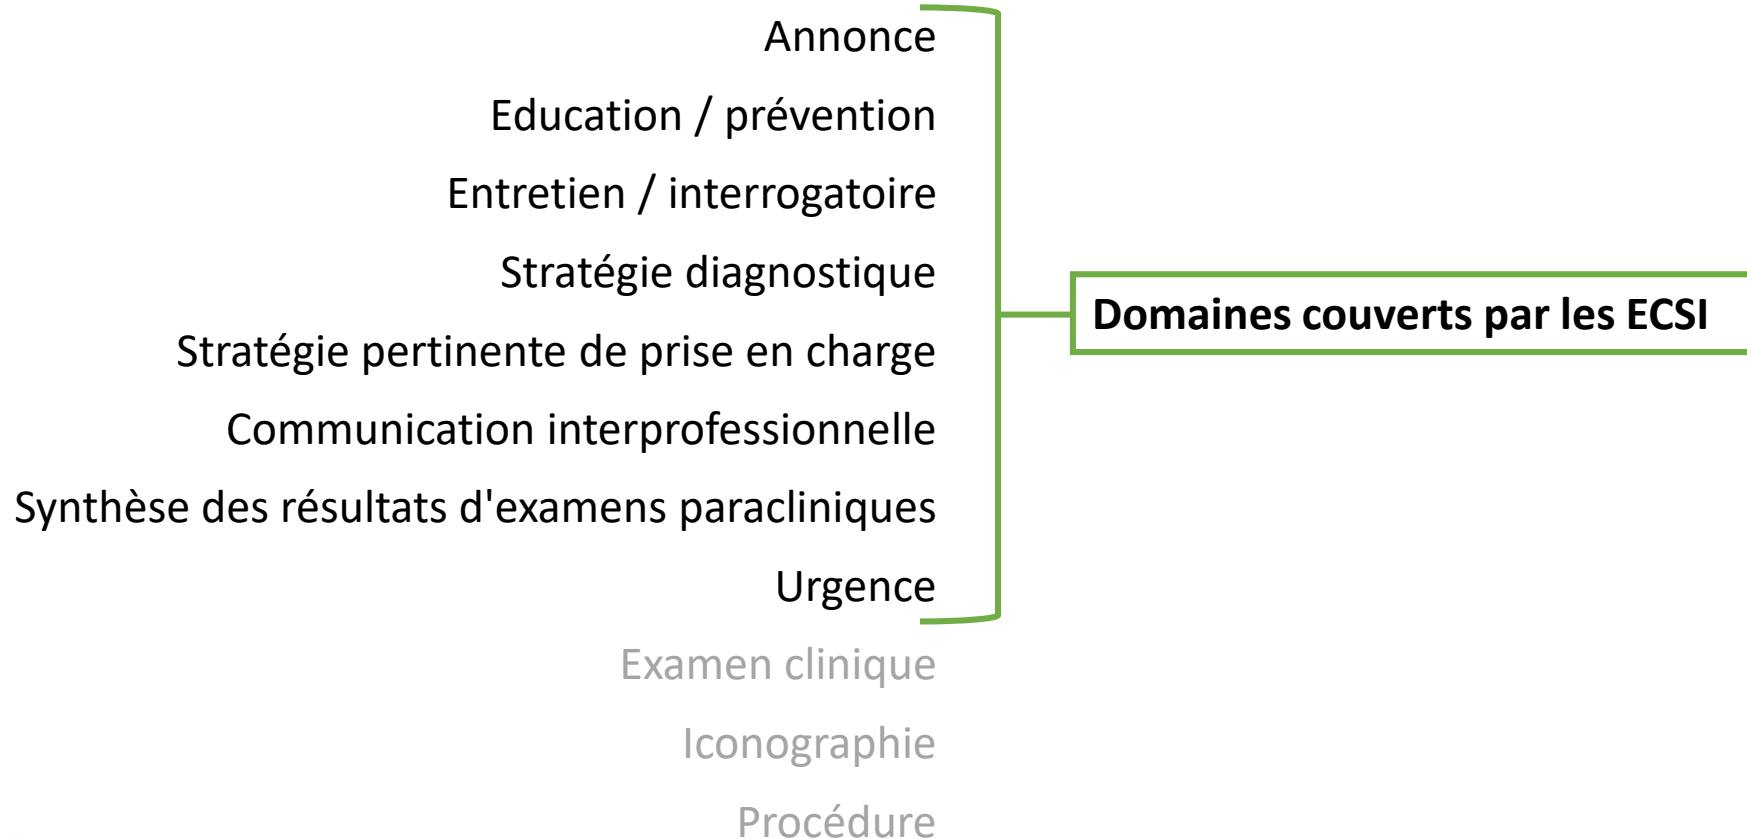 Annonce
Education / prévention
Entretien / interrogatoire
Stratégie diagnostique
Domaines couverts par les ECSI
Stratégie pertinente de prise en charge
Communication interprofessionnelle
Synthèse des résultats d'examens paracliniques
Urgence
Examen clinique
Iconographie
Procédure